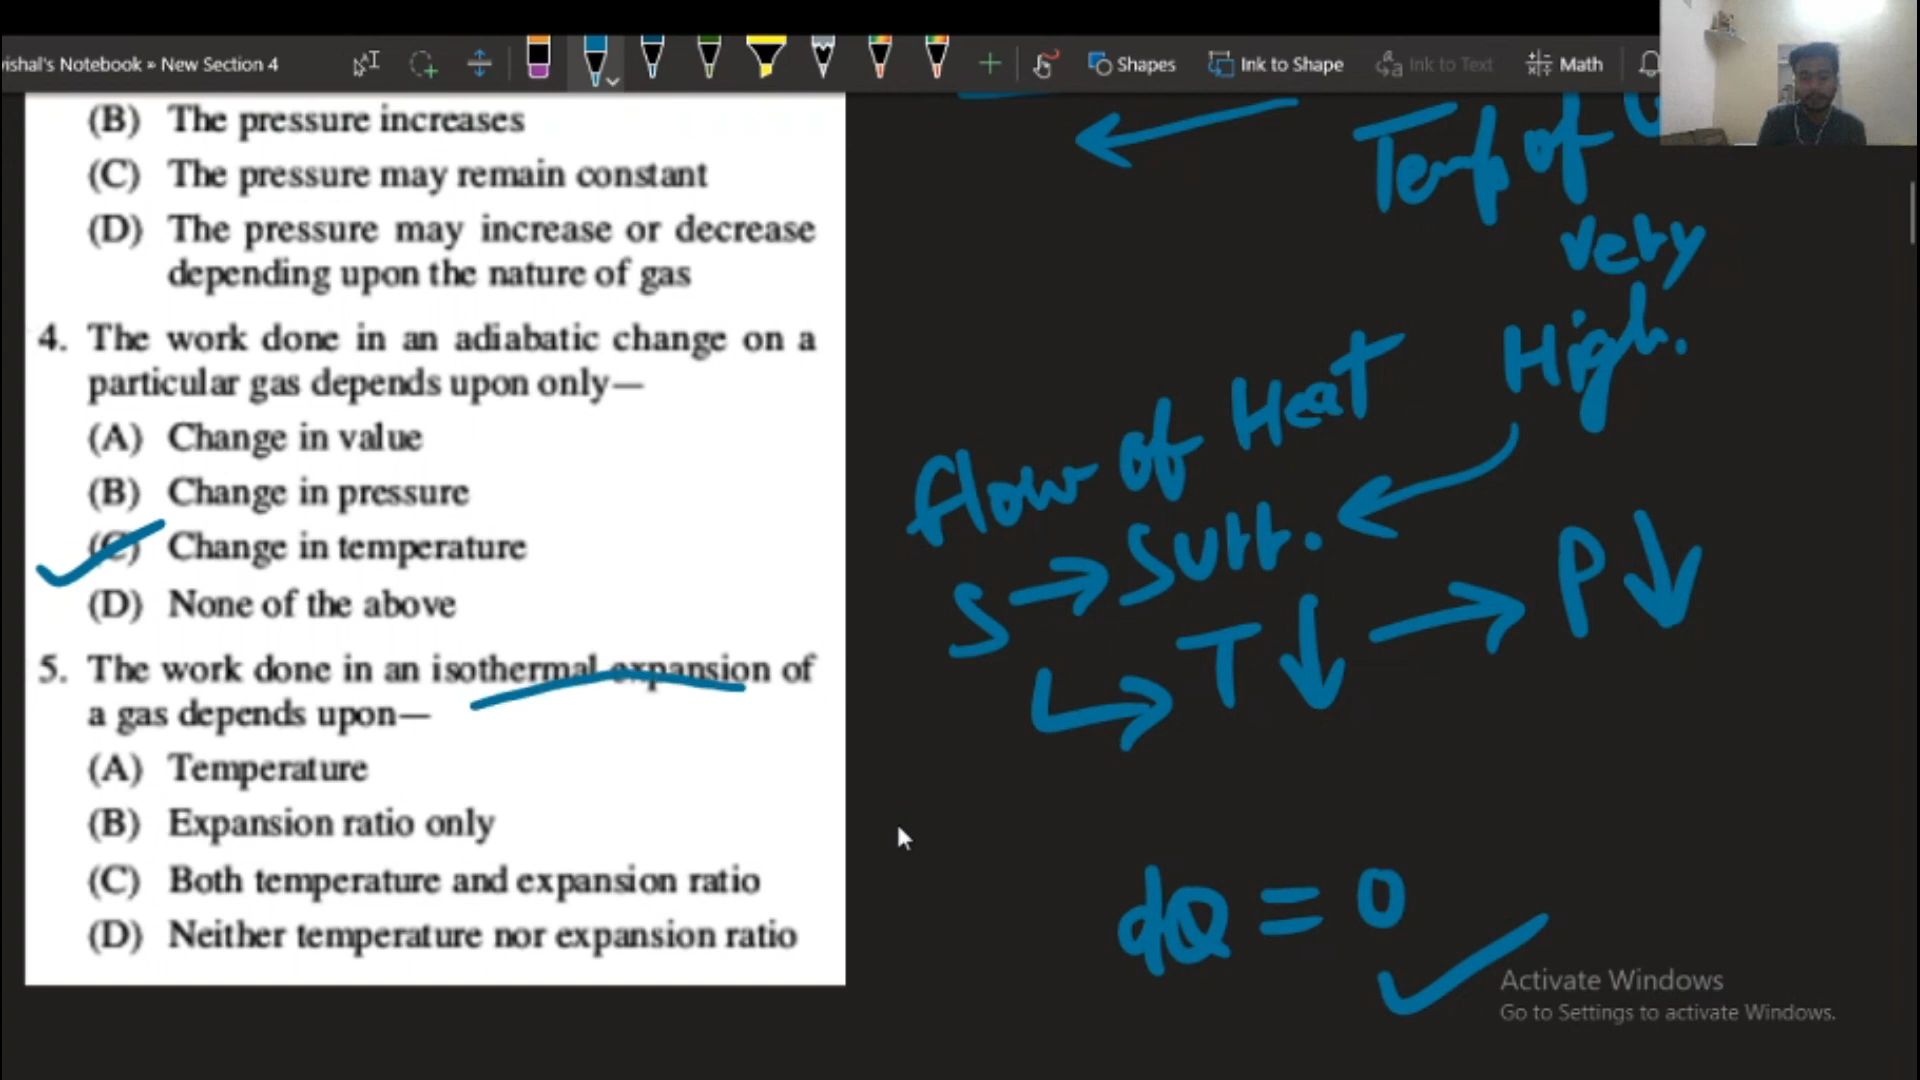 ishal's Notebook » New Section 4
Shapes
Ink to Shape
Ink to Text
Math
(B) The pressure increases
(C) The pressure may remain constant
(D) The pressure may increase or decrease
depending upon the nature of gas
4. The work done in an adiabatic change on a
particular gas depends upon only—
(A) Change in value
(B) Change in pressure
(C) Change in temperature
(D) None of the above
5. The work done in an isothermal expansion of
a gas depends upon—
(A) Temperature
(B) Expansion ratio only
(C) Both temperature and expansion ratio
(D) Neither temperature nor expansion ratio
Temp of
very
High.
flow of Heat
S → Surr.
T ↓ → P ↓
dQ = 0
Activate Windows
Go to Settings to activate Windows.